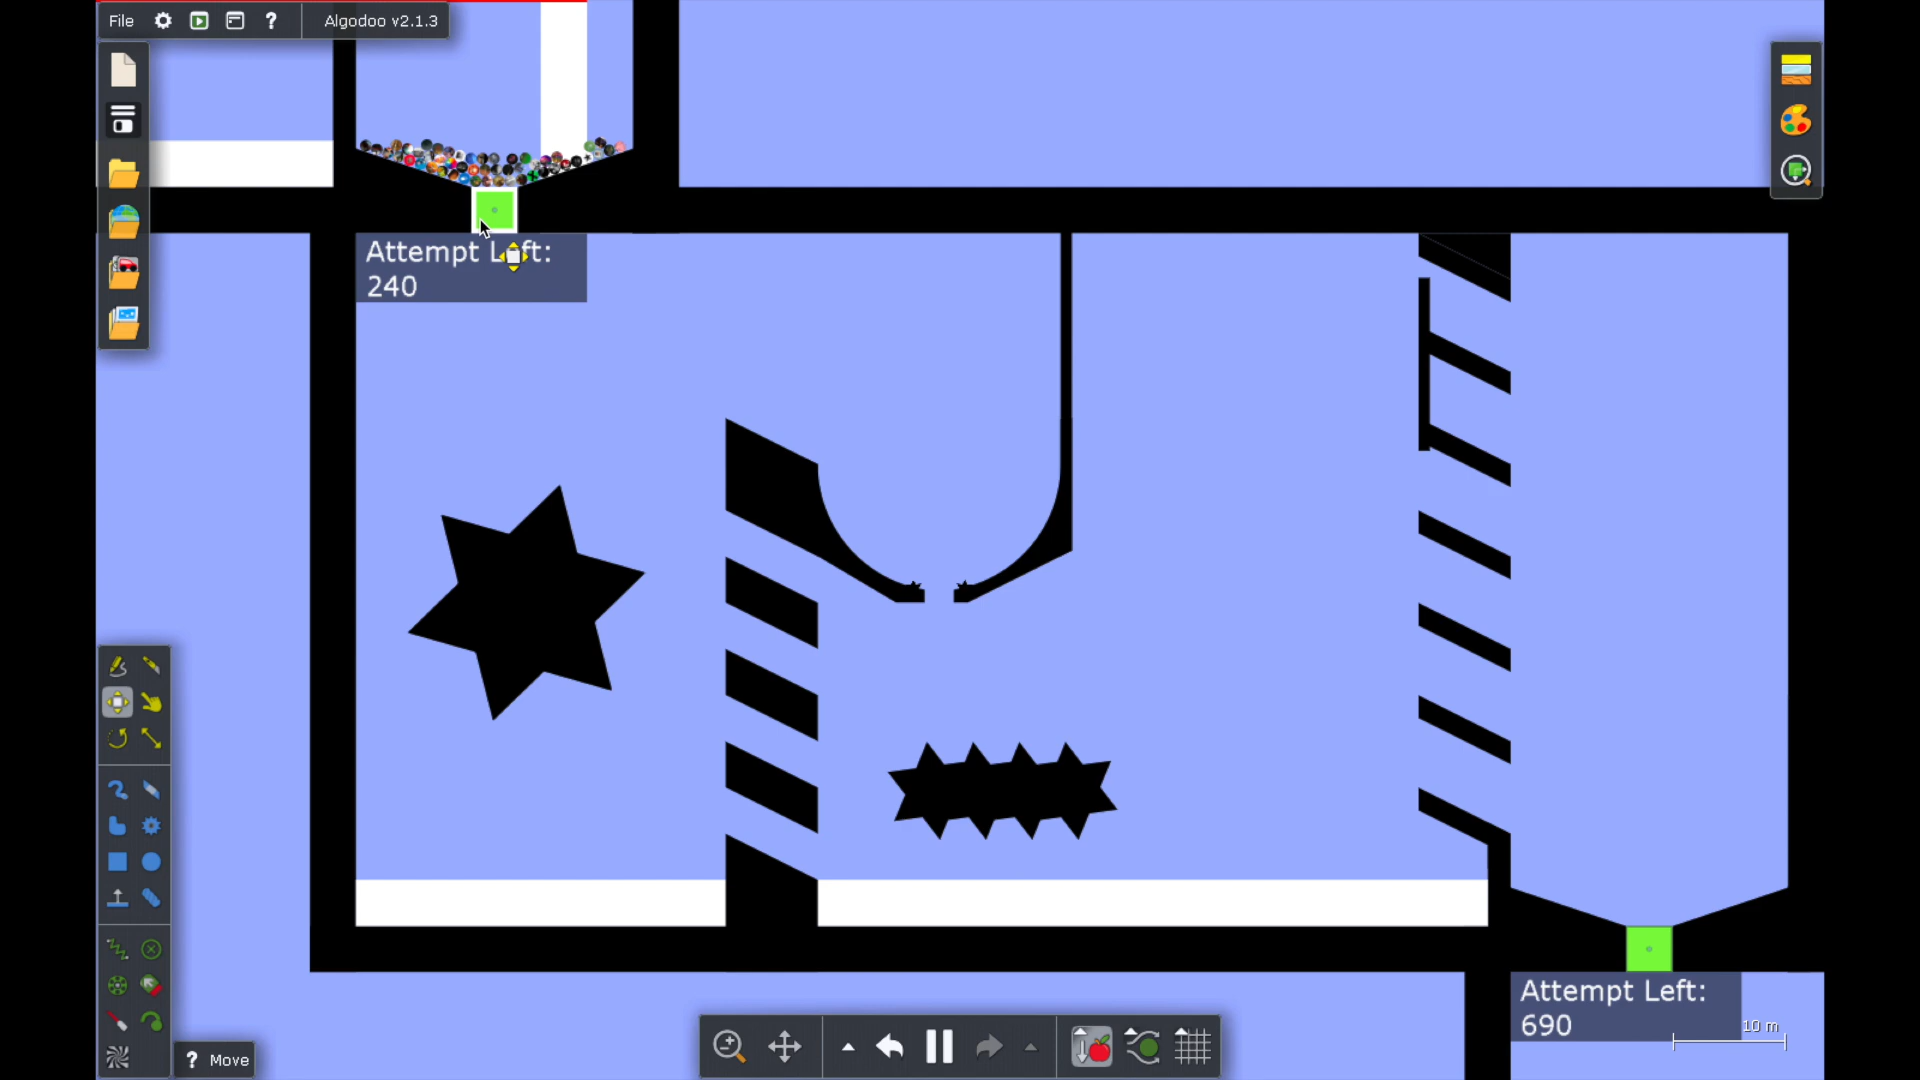 File ? Algodoo v2.1.3
Attempt Left:
240
Attempt Left:
690
10 m
? Move